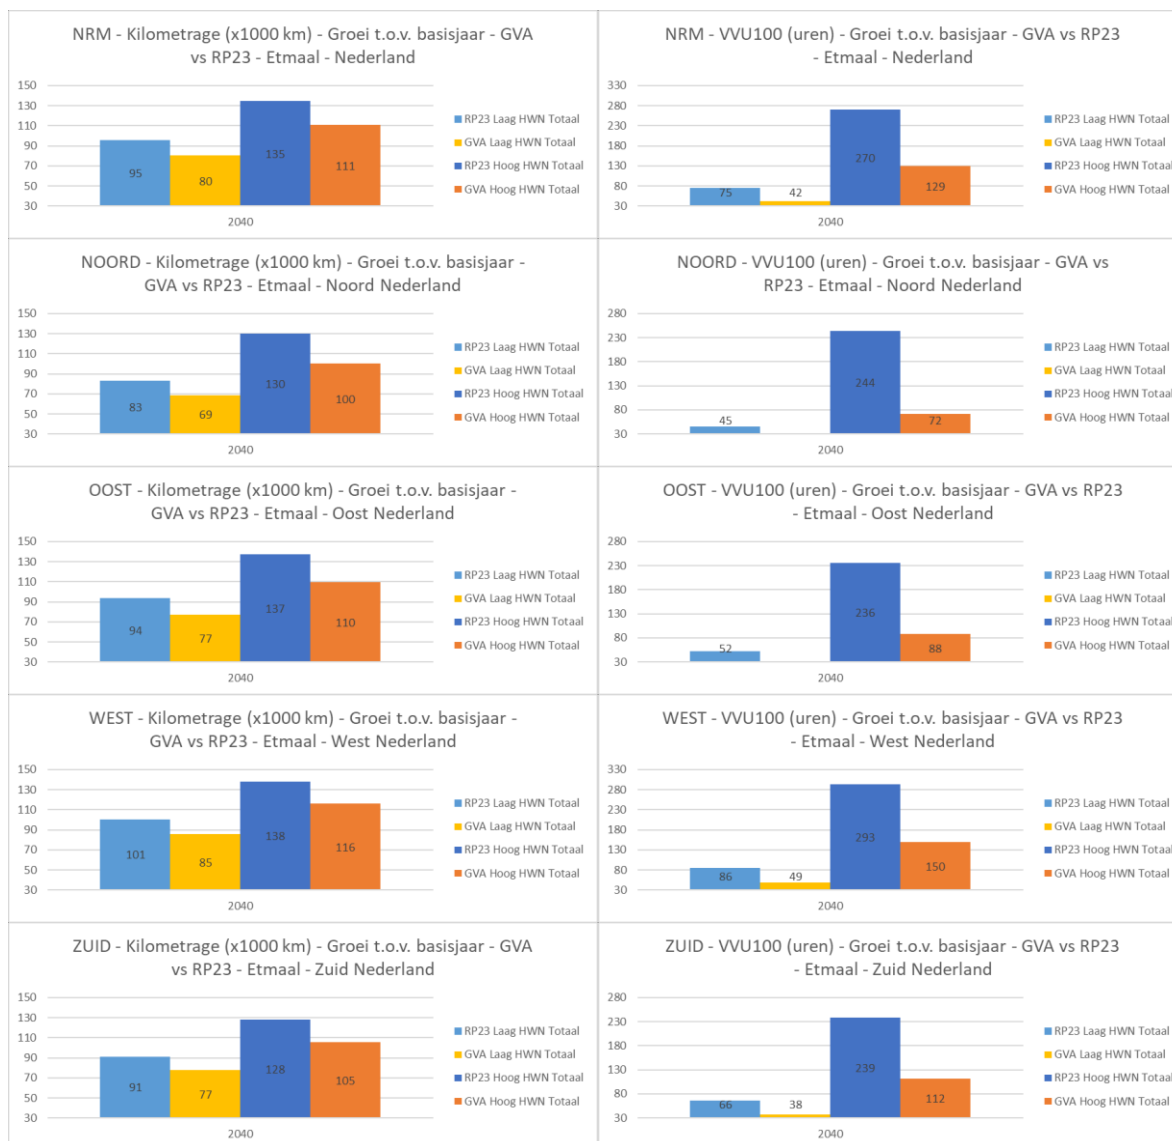 NRM - Kilometrage (x1000 km) - Groei t.o.v. basisjaar - GVA
vs RP23 - Etmaal - Nederland
150
130
110
90
70
50
30
95
80
135
111
2040
RP23 Laag HWN Totaal
GVA Laag HWN Totaal
RP23 Hoog HWN Totaal
GVA Hoog HWN Totaal
NRM - VVU100 (uren) - Groei t.o.v. basisjaar - GVA vs RP23
- Etmaal - Nederland
330
280
230
180
130
80
30
75
42
270
129
2040
RP23 Laag HWN Totaal
GVA Laag HWN Totaal
RP23 Hoog HWN Totaal
GVA Hoog HWN Totaal
NOORD - Kilometrage (x1000 km) - Groei t.o.v. basisjaar -
GVA vs RP23 - Etmaal - Noord Nederland
150
130
110
90
70
50
30
83
69
130
100
2040
RP23 Laag HWN Totaal
GVA Laag HWN Totaal
RP23 Hoog HWN Totaal
GVA Hoog HWN Totaal
NOORD - VVU100 (uren) - Groei t.o.v. basisjaar - GVA vs
RP23 - Etmaal - Noord Nederland
280
230
180
130
80
30
45
244
72
2040
RP23 Laag HWN Totaal
GVA Laag HWN Totaal
RP23 Hoog HWN Totaal
GVA Hoog HWN Totaal
OOST - Kilometrage (x1000 km) - Groei t.o.v. basisjaar -
GVA vs RP23 - Etmaal - Oost Nederland
150
130
110
90
70
50
30
94
77
137
110
2040
RP23 Laag HWN Totaal
GVA Laag HWN Totaal
RP23 Hoog HWN Totaal
GVA Hoog HWN Totaal
OOST - VVU100 (uren) - Groei t.o.v. basisjaar - GVA vs RP23
- Etmaal - Oost Nederland
280
230
180
130
80
30
52
236
88
2040
RP23 Laag HWN Totaal
GVA Laag HWN Totaal
RP23 Hoog HWN Totaal
GVA Hoog HWN Totaal
WEST - Kilometrage (x1000 km) - Groei t.o.v. basisjaar -
GVA vs RP23 - Etmaal - West Nederland
150
130
110
90
70
50
30
101
85
138
116
2040
RP23 Laag HWN Totaal
GVA Laag HWN Totaal
RP23 Hoog HWN Totaal
GVA Hoog HWN Totaal
WEST - VVU100 (uren) - Groei t.o.v. basisjaar - GVA vs RP23
- Etmaal - West Nederland
330
280
230
180
130
80
30
86
49
293
150
2040
RP23 Laag HWN Totaal
GVA Laag HWN Totaal
RP23 Hoog HWN Totaal
GVA Hoog HWN Totaal
ZUID - Kilometrage (x1000 km) - Groei t.o.v. basisjaar - GVA
vs RP23 - Etmaal - Zuid Nederland
150
130
110
90
70
50
30
91
77
128
105
2040
RP23 Laag HWN Totaal
GVA Laag HWN Totaal
RP23 Hoog HWN Totaal
GVA Hoog HWN Totaal
ZUID - VVU100 (uren) - Groei t.o.v. basisjaar - GVA vs RP23
- Etmaal - Zuid Nederland
280
230
180
130
80
30
66
38
239
112
2040
RP23 Laag HWN Totaal
GVA Laag HWN Totaal
RP23 Hoog HWN Totaal
GVA Hoog HWN Totaal